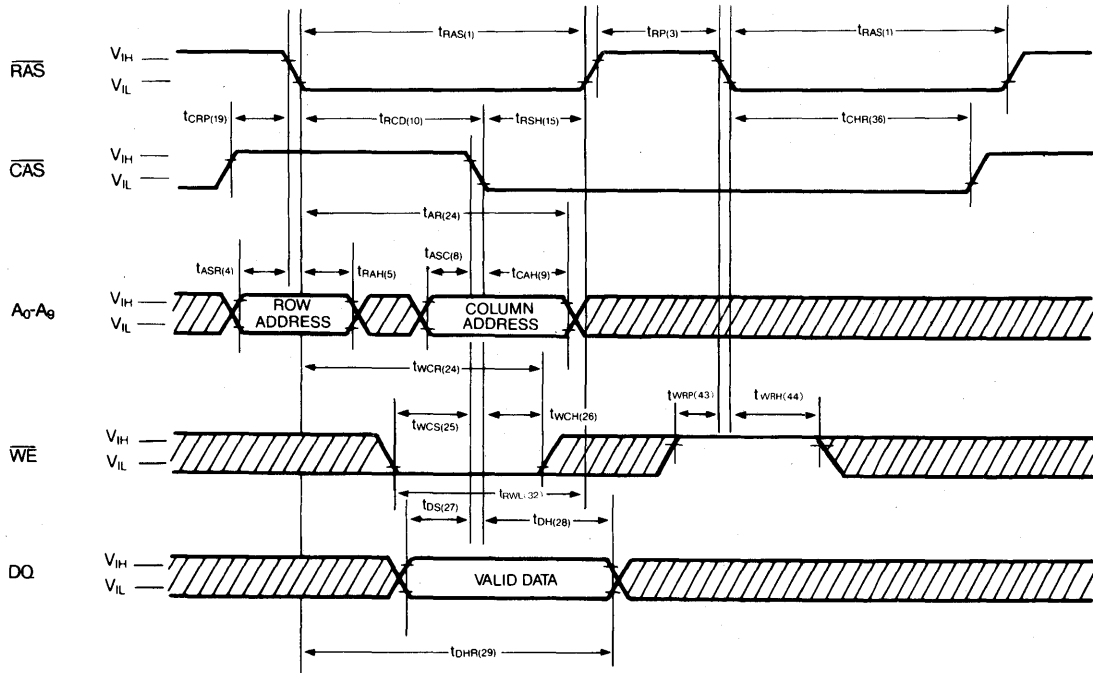 tRAS(1) tRP(3) tRAS(1)
RAS VIH
VIL
tCRP(19) tRCD(10) tRSH(15) tCHR(36)
CAS VIH
VIL
tAR(24)
tASR(4) tRAH(5) tASC(8) tCAH(9)
A0-A9 VIH ROW ADDRESS COLUMN ADDRESS
VIL
tWCR(24)
tWCS(25) tWCH(26) tWRP(43) tWRH(44)
WE VIH
VIL
tRWL(32)
tDS(27) tDH(28)
DQ VIH
VIL VALID DATA
tDHR(29)